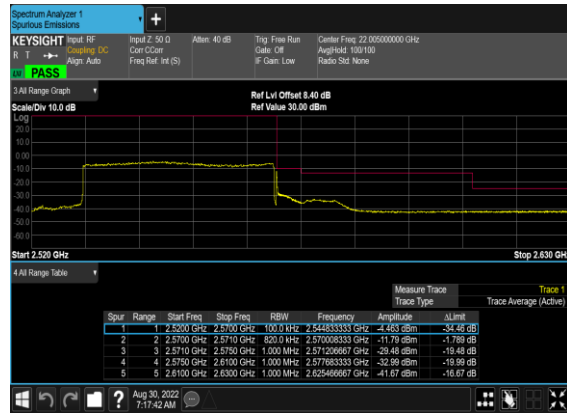 Spectrum Analyzer 1
Spurious Emissions
+
KEYSIGHT Input: RF Input Z: 50 Ω Atten: 40 dB Trig: Free Run Center Freq: 22.005000000 GHz
R T Coupling: DC Corr CCorr Gate: Off Avg|Hold: 100/100
Align: Auto Freq Ref: Int (S) IF Gain: Low Radio Std: None
LV PASS
3 All Range Graph
Ref Lvl Offset 8.40 dB
Scale/Div 10.0 dB Ref Value 30.00 dBm
Log
20.0
10.0
0.00
-10.0
-20.0
-30.0
-40.0
-50.0
-60.0
Start 2.520 GHz Stop 2.630 GH
4 All Range Table
Measure Trace Trace 1
Trace Type Trace Average (Active)
Spur Range Start Freq Stop Freq RBW Frequency Amplitude ΔLimit
1 1 2.5200 GHz 2.5700 GHz 100.0 kHz 2.544833333 GHz -4.463 dBm -34.46 dB
2 2 2.5700 GHz 2.5710 GHz 820.0 kHz 2.570008333 GHz -11.79 dBm -1.789 dB
3 3 2.5710 GHz 2.5750 GHz 1.000 MHz 2.571206667 GHz -29.48 dBm -19.48 dB
4 4 2.5750 GHz 2.6100 GHz 1.000 MHz 2.577683333 GHz -32.99 dBm -19.99 dB
5 5 2.6100 GHz 2.6300 GHz 1.000 MHz 2.625466667 GHz -41.67 dBm -16.67 dB
? Aug 30, 2022
7:17:42 AM